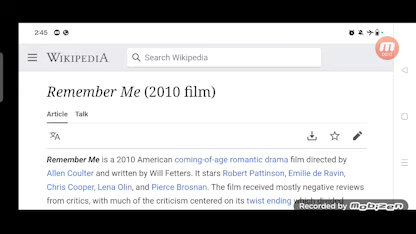 2:45
WIKIPEDIA
Search Wikipedia
Remember Me (2010 film)
Article Talk
Remember Me is a 2010 American coming-of-age romantic drama film directed by
Allen Coulter and written by Will Fetters. It stars Robert Pattinson, Emilie de Ravin,
Chris Cooper, Lena Olin, and Pierce Brosnan. The film received mostly negative reviews
from critics, with much of the criticism centered on its twist ending which divided
Recorded by Mobizen